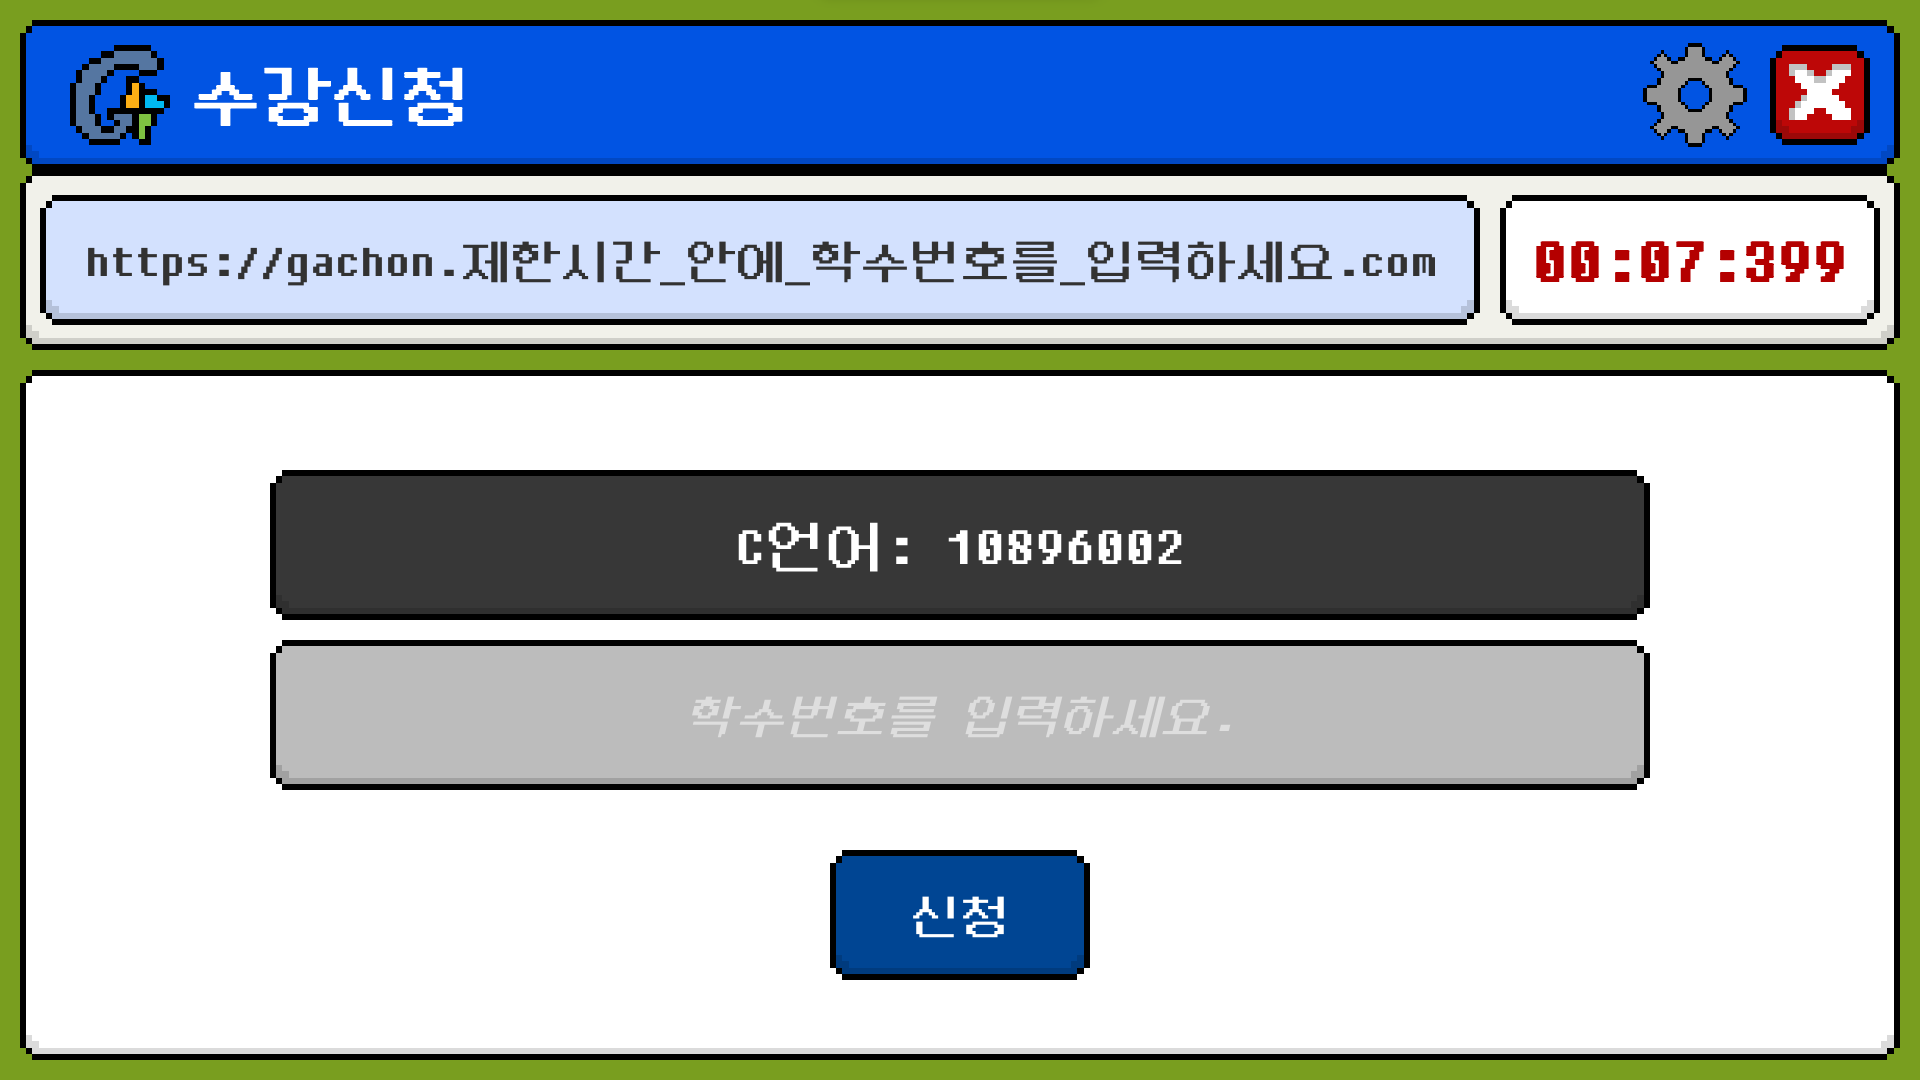 수강신청
https://gachon.제한시간_안에_학수번호를_입력하세요.com
00:07:399
C언어: 10896002
학수번호를 입력하세요.
신청